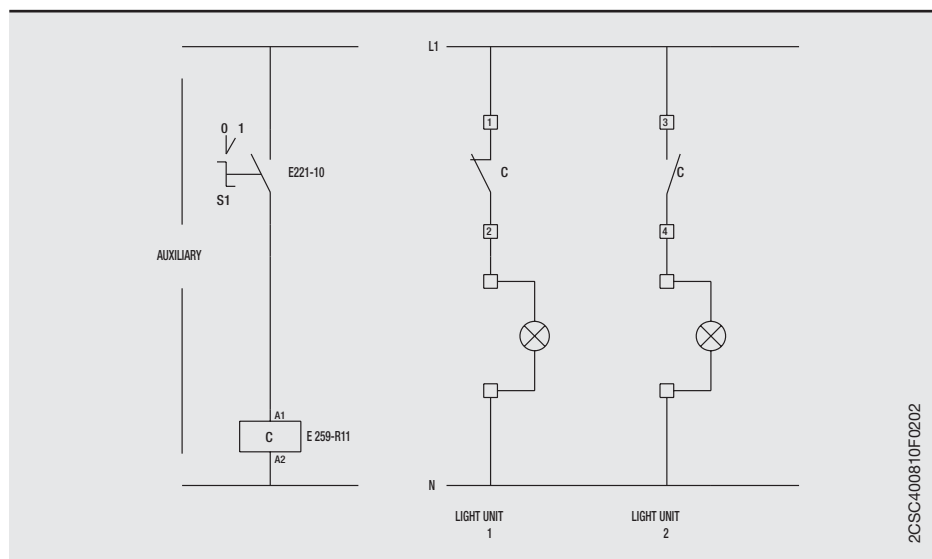 L1
1
3
0 1
E221-10
C
C
S1
2
4
AUXILIARY
A1
C
E 259-R11
A2
N
LIGHT UNIT
1
LIGHT UNIT
2
2CSC400810F0202